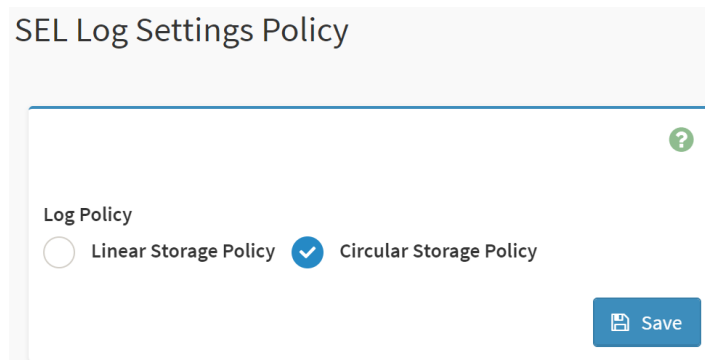 SEL Log Settings Policy
?
Log Policy
Linear Storage Policy Circular Storage Policy
Save